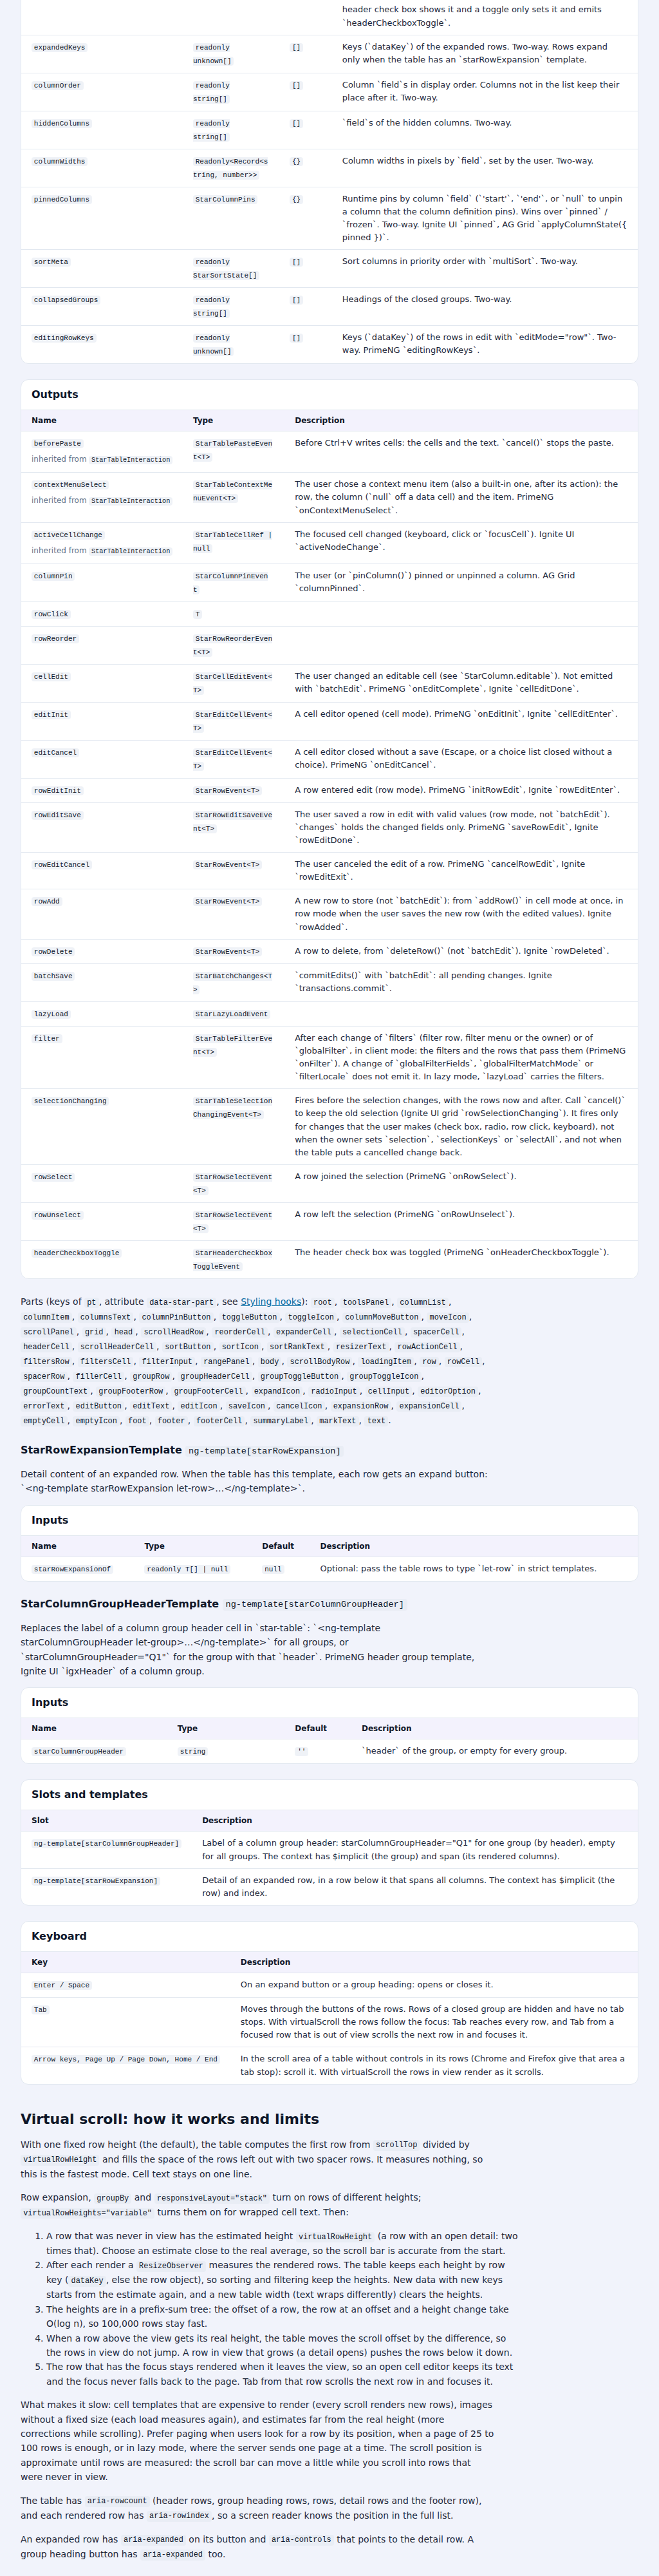 header check box shows it and a toggle only sets it and emits
`headerCheckboxToggle`.
expandedKeys readonly [] Keys (`dataKey`) of the expanded rows. Two-way. Rows expand
unknown[] only when the table has an `starRowExpansion` template.
columnOrder readonly [] Column `field`s in display order. Columns not in the list keep their
string[] place after it. Two-way.
hiddenColumns readonly [] `field`s of the hidden columns. Two-way.
string[]
columnWidths Readonly<Record<s {} Column widths in pixels by `field`, set by the user. Two-way.
tring, number>>
pinnedColumns StarColumnPins {} Runtime pins by column `field` (`'start'`, `'end'`, or `null` to unpin
a column that the column definition pins). Wins over `pinned` /
`frozen`. Two-way. Ignite UI `pinned`, AG Grid `applyColumnState({
pinned })`.
sortMeta readonly [] Sort columns in priority order with `multiSort`. Two-way.
StarSortState[]
collapsedGroups readonly [] Headings of the closed groups. Two-way.
string[]
editingRowKeys readonly [] Keys (`dataKey`) of the rows in edit with `editMode="row"`. Two-
unknown[] way. PrimeNG `editingRowKeys`.
Outputs
Name Type Description
beforePaste StarTablePasteEven Before Ctrl+V writes cells: the cells and the text. `cancel()` stops the paste.
inherited from StarTableInteraction t<T>
contextMenuSelect StarTableContextMe The user chose a context menu item (also a built-in one, after its action): the
inherited from StarTableInteraction nuEvent<T> row, the column (`null` off a data cell) and the item. PrimeNG
`onContextMenuSelect`.
activeCellChange StarTableCellRef | The focused cell changed (keyboard, click or `focusCell`). Ignite UI
inherited from StarTableInteraction null `activeNodeChange`.
columnPin StarColumnPinEven The user (or `pinColumn()`) pinned or unpinned a column. AG Grid
t `columnPinned`.
rowClick T
rowReorder StarRowReorderEven
t<T>
cellEdit StarCellEditEvent< The user changed an editable cell (see `StarColumn.editable`). Not emitted
T> with `batchEdit`. PrimeNG `onEditComplete`, Ignite `cellEditDone`.
editInit StarEditCellEvent< A cell editor opened (cell mode). PrimeNG `onEditInit`, Ignite `cellEditEnter`.
T>
editCancel StarEditCellEvent< A cell editor closed without a save (Escape, or a choice list closed without a
T> choice). PrimeNG `onEditCancel`.
rowEditInit StarRowEvent<T> A row entered edit (row mode). PrimeNG `initRowEdit`, Ignite `rowEditEnter`.
rowEditSave StarRowEditSaveEve The user saved a row in edit with valid values (row mode, not `batchEdit`).
nt<T> `changes` holds the changed fields only. PrimeNG `saveRowEdit`, Ignite
`rowEditDone`.
rowEditCancel StarRowEvent<T> The user canceled the edit of a row. PrimeNG `cancelRowEdit`, Ignite
`rowEditExit`.
rowAdd StarRowEvent<T> A new row to store (not `batchEdit`): from `addRow()` in cell mode at once, in
row mode when the user saves the new row (with the edited values). Ignite
`rowAdded`.
rowDelete StarRowEvent<T> A row to delete, from `deleteRow()` (not `batchEdit`). Ignite `rowDeleted`.
batchSave StarBatchChanges<T `commitEdits()` with `batchEdit`: all pending changes. Ignite
> `transactions.commit`.
lazyLoad StarLazyLoadEvent
filter StarTableFilterEve After each change of `filters` (filter row, filter menu or the owner) or of
nt<T> `globalFilter`, in client mode: the filters and the rows that pass them (PrimeNG
`onFilter`). A change of `globalFilterFields`, `globalFilterMatchMode` or
`filterLocale` does not emit it. In lazy mode, `lazyLoad` carries the filters.
selectionChanging StarTableSelection Fires before the selection changes, with the rows now and after. Call `cancel()`
ChangingEvent<T> to keep the old selection (Ignite UI grid `rowSelectionChanging`). It fires only
for changes that the user makes (check box, radio, row click, keyboard), not
when the owner sets `selection`, `selectionKeys` or `selectAll`, and not when
the table puts a cancelled change back.
rowSelect StarRowSelectEvent A row joined the selection (PrimeNG `onRowSelect`).
<T>
rowUnselect StarRowSelectEvent A row left the selection (PrimeNG `onRowUnselect`).
<T>
headerCheckboxToggle StarHeaderCheckbox The header check box was toggled (PrimeNG `onHeaderCheckboxToggle`).
ToggleEvent
Parts (keys of pt, attribute data-star-part, see Styling hooks): root, toolsPanel, columnList,
columnItem, columnsText, columnPinButton, toggleButton, toggleIcon, columnMoveButton, moveIcon,
scrollPanel, grid, head, scrollHeadRow, reorderCell, expanderCell, selectionCell, spacerCell,
headerCell, scrollHeaderCell, sortButton, sortIcon, sortRankText, resizerText, rowActionCell,
filtersRow, filtersCell, filterInput, rangePanel, body, scrollBodyRow, loadingItem, row, rowCell,
spacerRow, fillerCell, groupRow, groupHeaderCell, groupToggleButton, groupToggleIcon,
groupCountText, groupFooterRow, groupFooterCell, expandIcon, radioInput, cellInput, editorOption,
errorText, editButton, editText, editIcon, saveIcon, cancelIcon, expansionRow, expansionCell,
emptyCell, emptyIcon, foot, footer, footerCell, summaryLabel, markText, text.
StarRowExpansionTemplate ng-template[starRowExpansion]
Detail content of an expanded row. When the table has this template, each row gets an expand button:
`<ng-template starRowExpansion let-row>…</ng-template>`.
Inputs
Name Type Default Description
starRowExpansionOf readonly T[] | null null Optional: pass the table rows to type `let-row` in strict templates.
StarColumnGroupHeaderTemplate ng-template[starColumnGroupHeader]
Replaces the label of a column group header cell in `star-table`: `<ng-template
starColumnGroupHeader let-group>…</ng-template>` for all groups, or
`starColumnGroupHeader="Q1"` for the group with that `header`. PrimeNG header group template,
Ignite UI `igxHeader` of a column group.
Inputs
Name Type Default Description
starColumnGroupHeader string '' `header` of the group, or empty for every group.
Slots and templates
Slot Description
ng-template[starColumnGroupHeader] Label of a column group header: starColumnGroupHeader="Q1" for one group (by header), empty
for all groups. The context has $implicit (the group) and span (its rendered columns).
ng-template[starRowExpansion] Detail of an expanded row, in a row below it that spans all columns. The context has $implicit (the
row) and index.
Keyboard
Key Description
Enter / Space On an expand button or a group heading: opens or closes it.
Tab Moves through the buttons of the rows. Rows of a closed group are hidden and have no tab
stops. With virtualScroll the rows follow the focus: Tab reaches every row, and Tab from a
focused row that is out of view scrolls the next row in and focuses it.
Arrow keys, Page Up / Page Down, Home / End In the scroll area of a table without controls in its rows (Chrome and Firefox give that area a
tab stop): scroll it. With virtualScroll the rows in view render as it scrolls.
Virtual scroll: how it works and limits
With one fixed row height (the default), the table computes the first row from scrollTop divided by
virtualRowHeight and fills the space of the rows left out with two spacer rows. It measures nothing, so
this is the fastest mode. Cell text stays on one line.
Row expansion, groupBy and responsiveLayout="stack" turn on rows of different heights;
virtualRowHeights="variable" turns them on for wrapped cell text. Then:
1. A row that was never in view has the estimated height virtualRowHeight (a row with an open detail: two
times that). Choose an estimate close to the real average, so the scroll bar is accurate from the start.
2. After each render a ResizeObserver measures the rendered rows. The table keeps each height by row
key (dataKey, else the row object), so sorting and filtering keep the heights. New data with new keys
starts from the estimate again, and a new table width (text wraps differently) clears the heights.
3. The heights are in a prefix-sum tree: the offset of a row, the row at an offset and a height change take
O(log n), so 100,000 rows stay fast.
4. When a row above the view gets its real height, the table moves the scroll offset by the difference, so
the rows in view do not jump. A row in view that grows (a detail opens) pushes the rows below it down.
5. The row that has the focus stays rendered when it leaves the view, so an open cell editor keeps its text
and the focus never falls back to the page. Tab from that row scrolls the next row in and focuses it.
What makes it slow: cell templates that are expensive to render (every scroll renders new rows), images
without a fixed size (each load measures again), and estimates far from the real height (more
corrections while scrolling). Prefer paging when users look for a row by its position, when a page of 25 to
100 rows is enough, or in lazy mode, where the server sends one page at a time. The scroll position is
approximate until rows are measured: the scroll bar can move a little while you scroll into rows that
were never in view.
The table has aria-rowcount (header rows, group heading rows, rows, detail rows and the footer row),
and each rendered row has aria-rowindex, so a screen reader knows the position in the full list.
An expanded row has aria-expanded on its button and aria-controls that points to the detail row. A
group heading button has aria-expanded too.